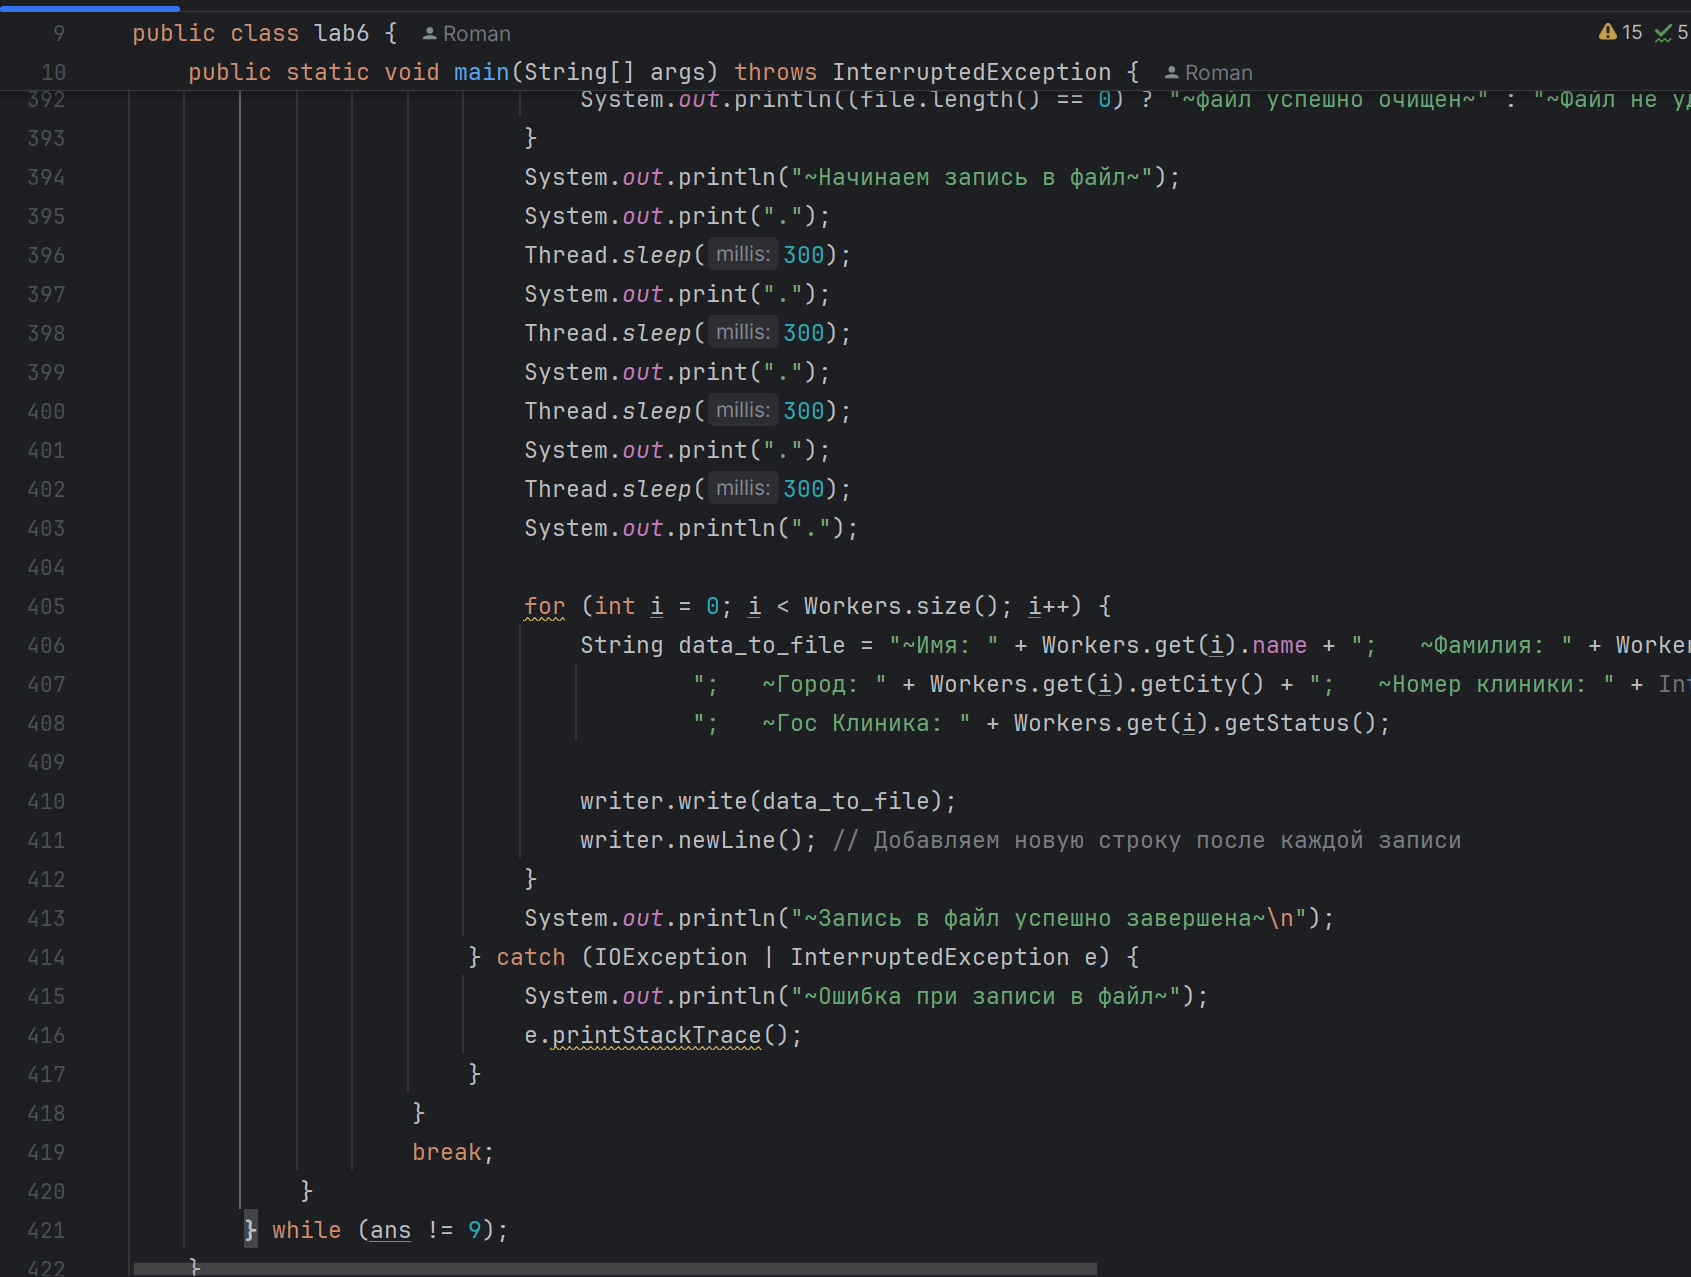 9 public class lab6 { Roman 15 5
10 public static void main(String[] args) throws InterruptedException { Roman
392 System.out.println((file.length() == 0) ? "~файл успешно очищен~" : "~Файл не
393 }
394 System.out.println("~Начинаем запись в файл~");
395 System.out.print(".");
396 Thread.sleep( millis: 300);
397 System.out.print(".");
398 Thread.sleep( millis: 300);
399 System.out.print(".");
400 Thread.sleep( millis: 300);
401 System.out.print(".");
402 Thread.sleep( millis: 300);
403 System.out.println(".");
404
405 for (int i = 0; i < Workers.size(); i++) {
406 String data_to_file = "~Имя: " + Workers.get(i).name + ";   ~Фамилия: " +
407 ";   ~Город: " + Workers.get(i).getCity() + ";   ~Номер клиники: " +
408 ";   ~Гос Клиника: " + Workers.get(i).getStatus();
409
410 writer.write(data_to_file);
411 writer.newLine(); // Добавляем новую строку после каждой записи
412 }
413 System.out.println("~Запись в файл успешно завершена~\n");
414 } catch (IOException | InterruptedException e) {
415 System.out.println("~Ошибка при записи в файл~");
416 e.printStackTrace();
417 }
418 }
419 break;
420 }
421 } while (ans != 9);
422 }